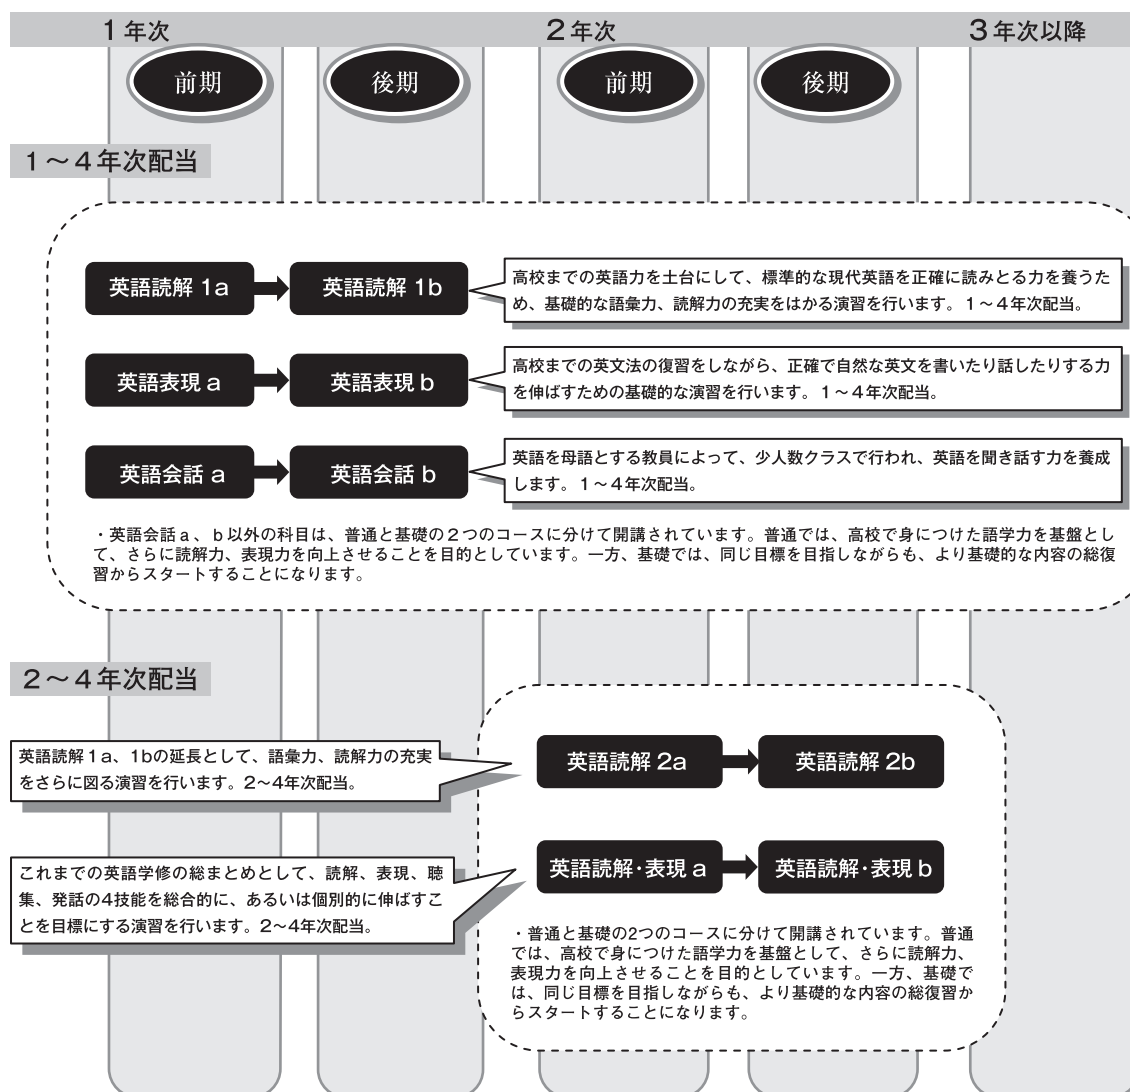 1年次 2年次 3年次以降
前期 後期 前期 後期
1〜4年次配当
英語読解 1a 英語読解 1b
高校までの英語力を土台にして、標準的な現代英語を正確に読みとる力を養うた
め、基礎的な語彙力、読解力の充実をはかる演習を行います。1〜4年次配当。
英語表現 a 英語表現 b
高校までの英文法の復習をしながら、正確で自然な英文を書いたり話したりする力
を伸ばすための基礎的な演習を行います。1〜4年次配当。
英語会話 a 英語会話 b
英語を母語とする教員によって、少人数クラスで行われ、英語を聞き話す力を養成
します。1〜4年次配当。
・英語会話a、b以外の科目は、普通と基礎の2つのコースに分けて開講されています。普通では、高校で身につけた語学力を基盤とし
て、さらに読解力、表現力を向上させることを目的としています。一方、基礎では、同じ目標を目指しながらも、より基礎的な内容の総復
習からスタートすることになります。
2〜4年次配当
英語読解1a、1bの延長として、語彙力、読解力の充実
をさらに図る演習を行います。2〜4年次配当。
英語読解 2a 英語読解 2b
これまでの英語学修の総まとめとして、読解、表現、聴
集、発話の4技能を総合的に、あるいは個別的に伸ばすこ
とを目標にする演習を行います。2〜4年次配当。
英語読解・表現 a 英語読解・表現 b
・普通と基礎の2つのコースに分けて開講されています。普通
では、高校で身につけた語学力を基盤として、さらに読解力、
表現力を向上させることを目的としています。一方、基礎で
は、同じ目標を目指しながらも、より基礎的な内容の総復習か
らスタートすることになります。